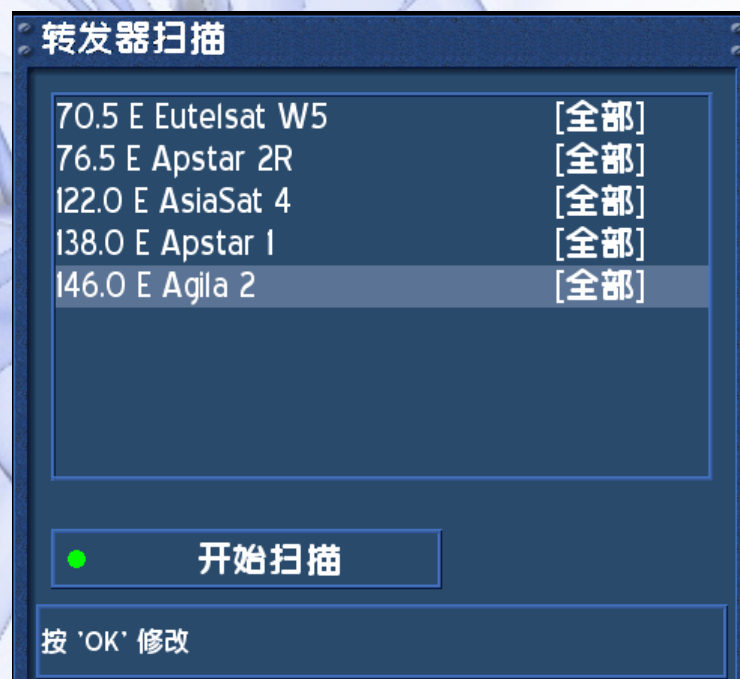 转发器扫描
70.5 E Eutelsat W5 [全部]
76.5 E Apstar 2R [全部]
122.0 E AsiaSat 4 [全部]
138.0 E Apstar 1 [全部]
146.0 E Agila 2 [全部]
开始扫描
按 'OK' 修改